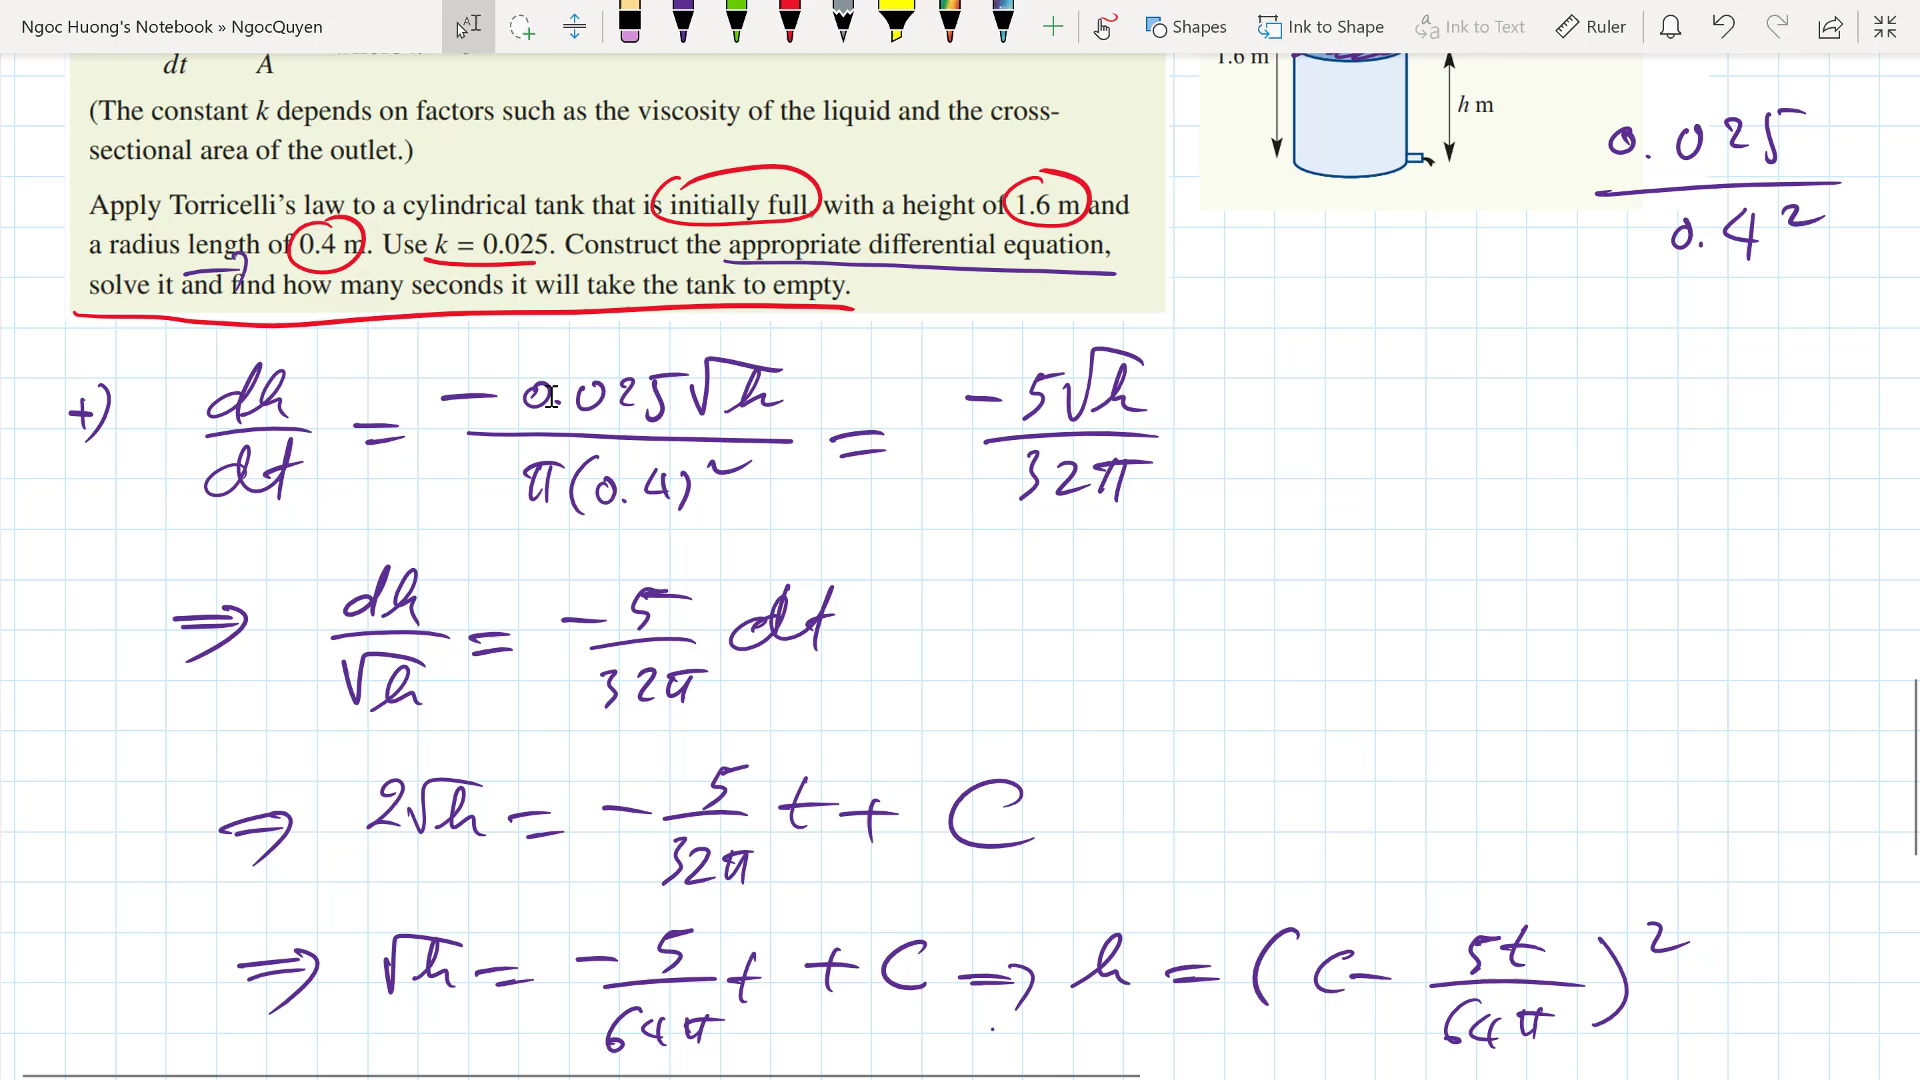 Ngoc Huong's Notebook » NgocQuyen
Shapes
Ink to Shape
Ink to Text
Ruler
dt A
(The constant k depends on factors such as the viscosity of the liquid and the cross-
sectional area of the outlet.)
Apply Torricelli's law to a cylindrical tank that is initially full, with a height of 1.6 m and
a radius length of 0.4 m. Use k = 0.025. Construct the appropriate differential equation,
solve it and find how many seconds it will take the tank to empty.
1.6 m
h m
0.025 / 0.4²
+) dh/dt = -0.025√h / π(0.4)² = -5√h / 32π
⇒ dh/√h = -5/32π dt
⇒ 2√h = -5/32π t + C
⇒ √h = -5/64π t + C ⇒ h = (C - 5t/64π)²